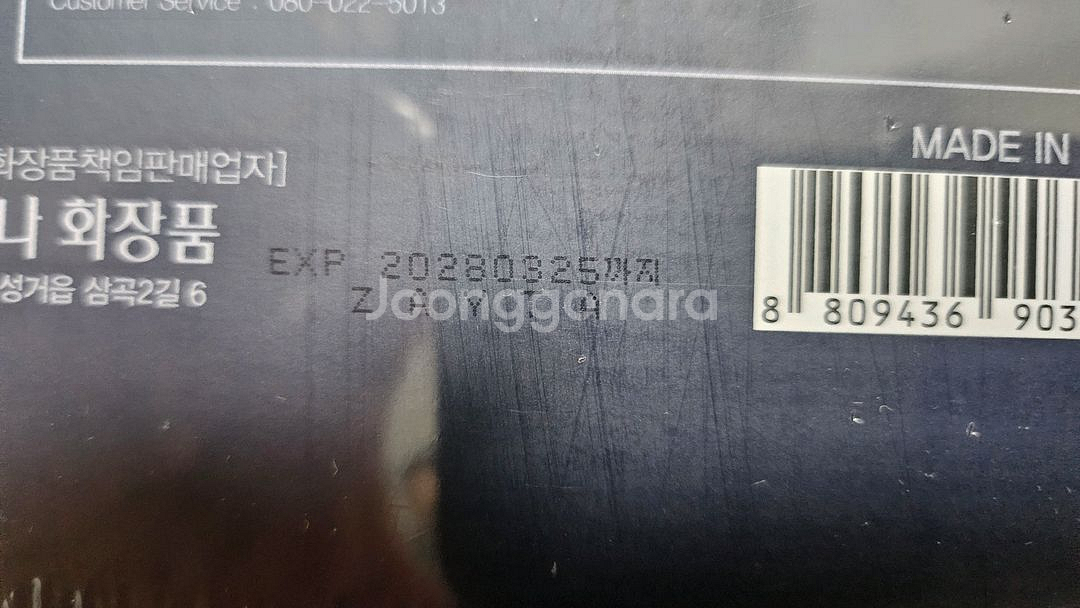 Customer Service : 080-022-5013
화장품책임판매업자]
나 화장품
성거읍 삼곡2길 6
EXP 20280325까지
Z A Y I A
Joonggonara
MADE IN
8 809436 903